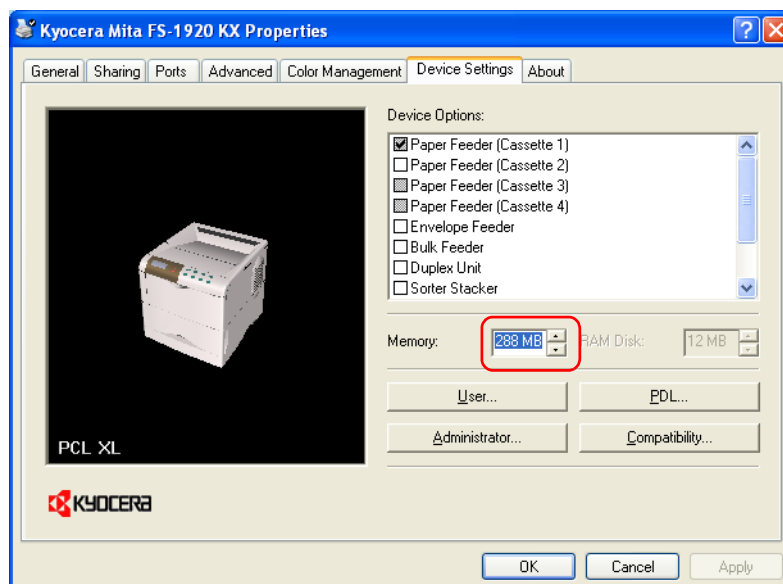 Kyocera Mita FS-1920 KX Properties
General Sharing Ports Advanced Color Management Device Settings About
Device Options:
Paper Feeder (Cassette 1)
Paper Feeder (Cassette 2)
Paper Feeder (Cassette 3)
Paper Feeder (Cassette 4)
Envelope Feeder
Bulk Feeder
Duplex Unit
Sorter Stacker
Memory: 288 MB RAM Disk: 12 MB
User... PDL...
Administrator... Compatibility...
PCL XL
KYOCERA
OK Cancel Apply